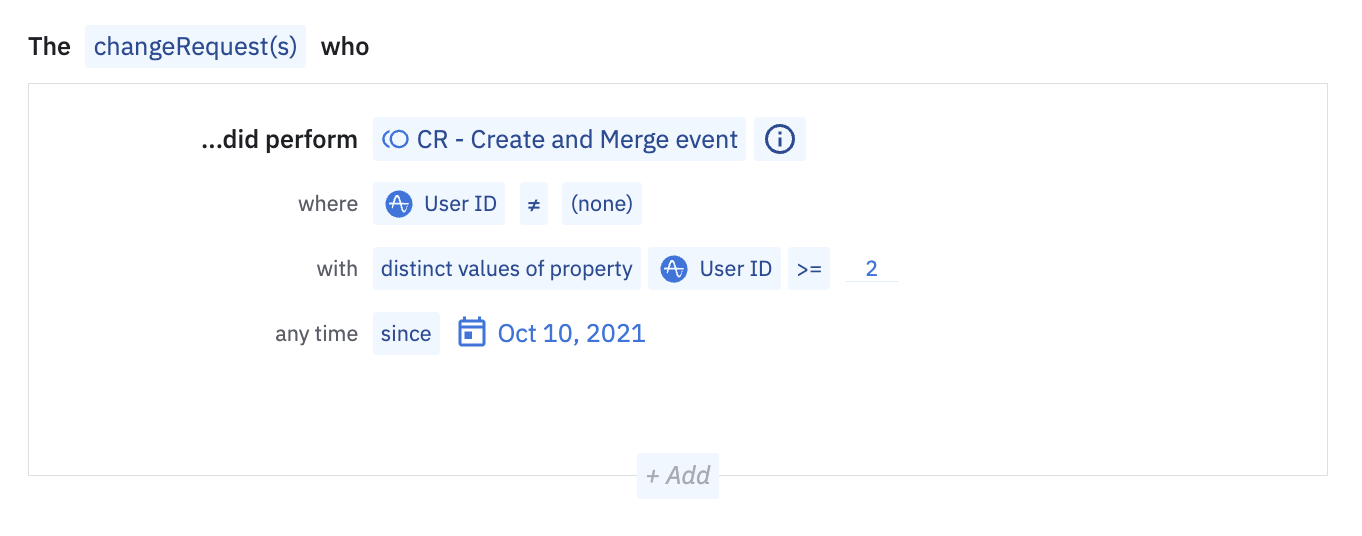 The changeRequest(s) who
...did perform CR - Create and Merge event
where User ID ≠ (none)
with distinct values of property User ID >= 2
any time since Oct 10, 2021
+ Add